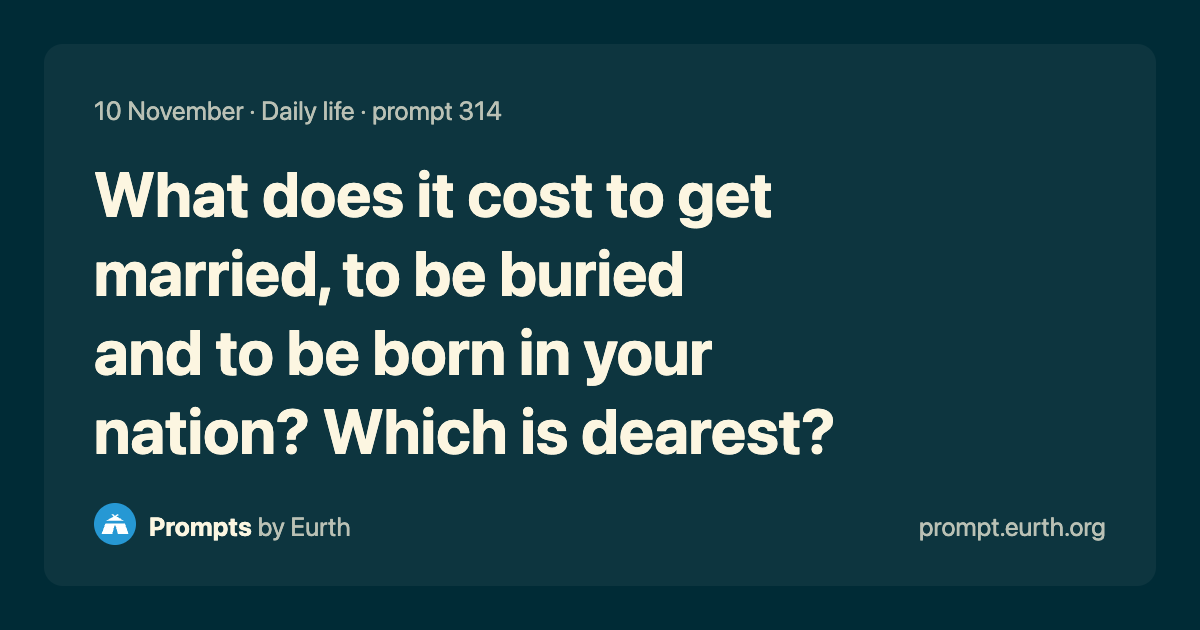 10 November · Daily life · prompt 314
What does it cost to get
married, to be buried
and to be born in your
nation? Which is dearest?
Prompts by Eurth
prompt.eurth.org